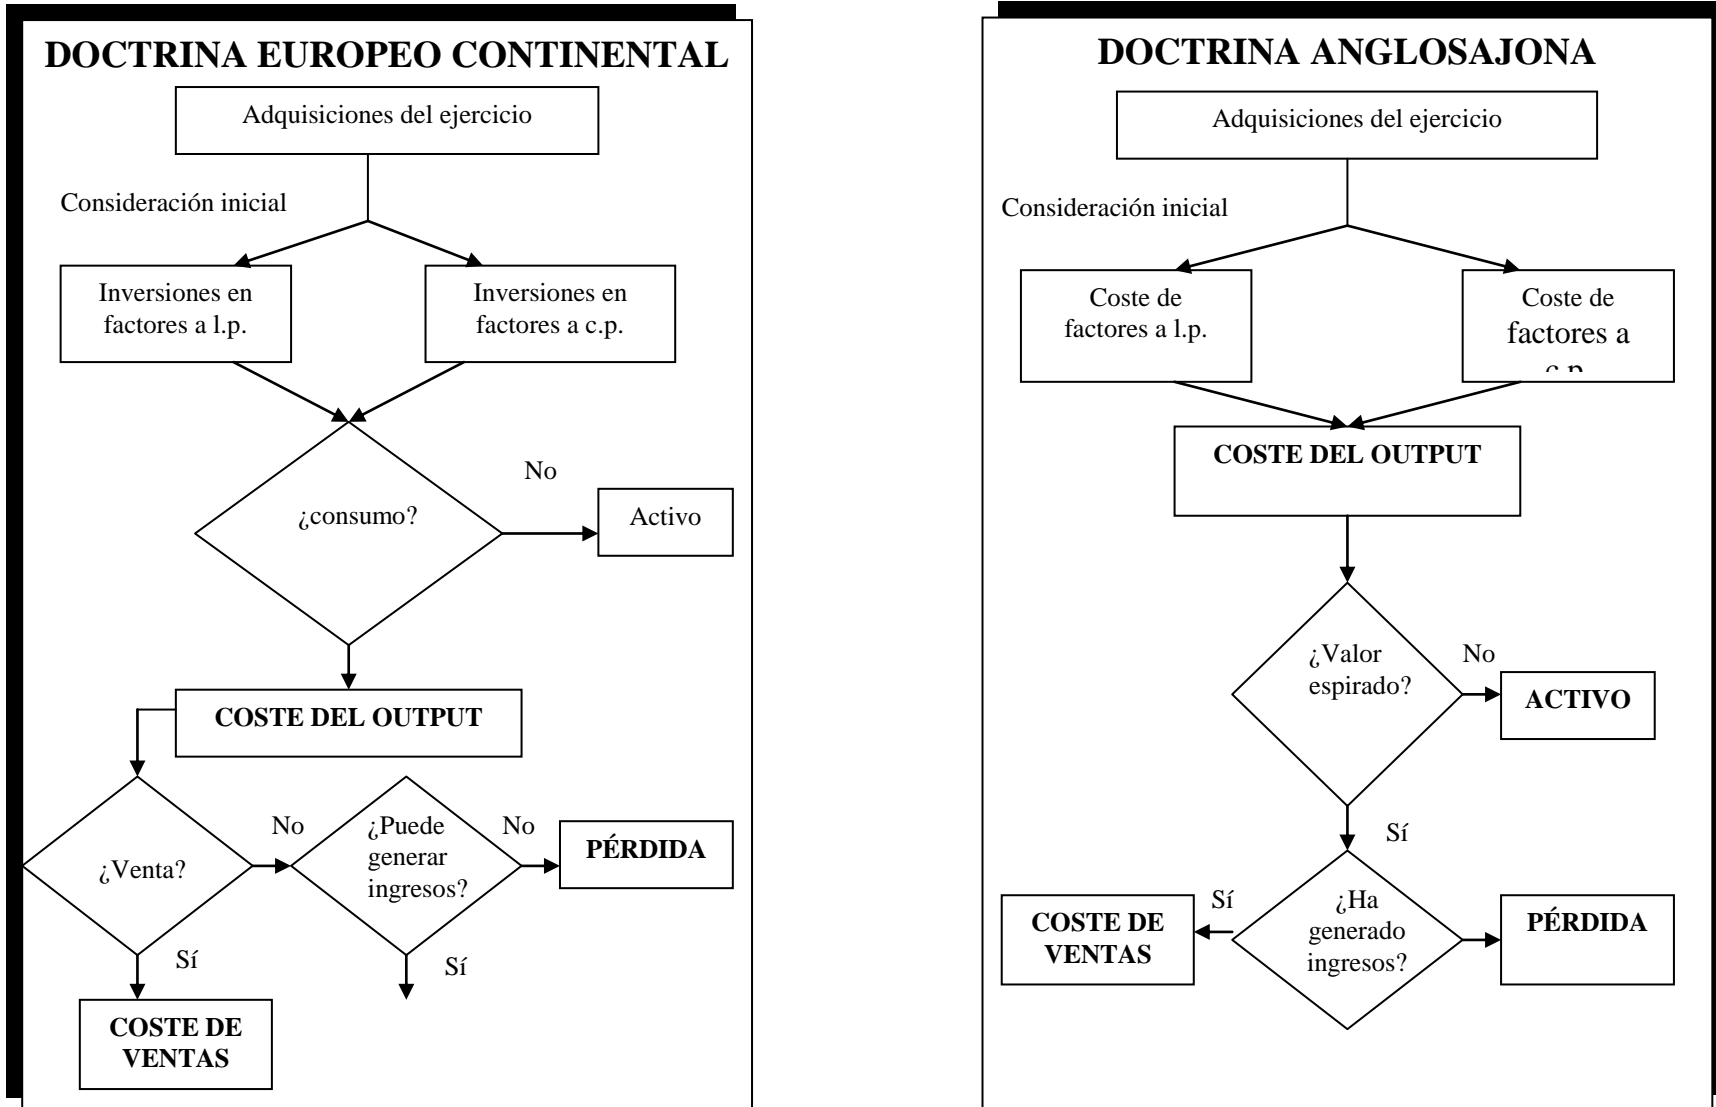 DOCTRINA EUROPEO CONTINENTAL
Adquisiciones del ejercicio
Consideración inicial
Inversiones en
factores a l.p.
Inversiones en
factores a c.p.
¿consumo?
No
Activo
COSTE DEL OUTPUT
¿Venta?
No
¿Puede
generar
ingresos?
No
PÉRDIDA
Sí
Sí
COSTE DE
VENTAS
DOCTRINA ANGLOSAJONA
Adquisiciones del ejercicio
Consideración inicial
Coste de
factores a l.p.
Coste de
factores a
c.p.
COSTE DEL OUTPUT
¿Valor
espirado?
No
ACTIVO
Sí
¿Ha
generado
ingresos?
Sí
COSTE DE
VENTAS
PÉRDIDA